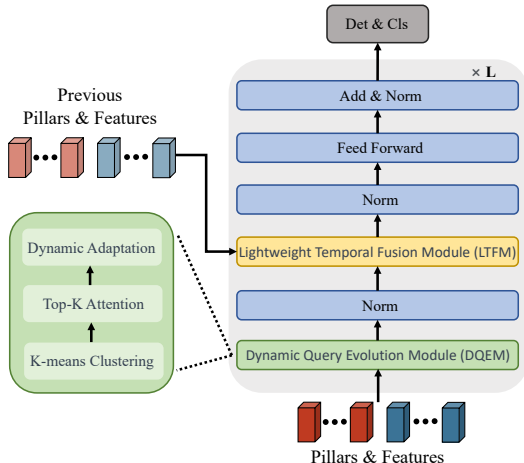 Det & Cls
× L
Add & Norm
Previous
Pillars & Features
Feed Forward
Norm
Dynamic Adaptation
Lightweight Temporal Fusion Module (LTFM)
Top-K Attention
Norm
K-means Clustering
Dynamic Query Evolution Module (DQEM)
Pillars & Features